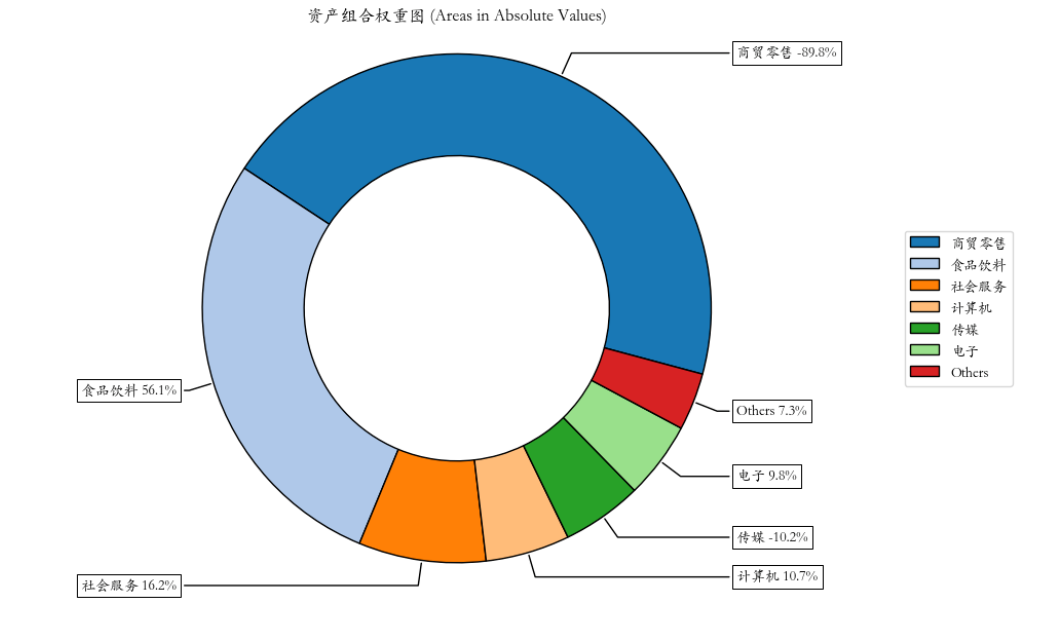 资产组合权重图 (Areas in Absolute Values)
商贸零售 -89.8%
食品饮料 56.1%
社会服务 16.2%
计算机 10.7%
传媒 -10.2%
电子 9.8%
Others 7.3%
商贸零售
食品饮料
社会服务
计算机
传媒
电子
Others